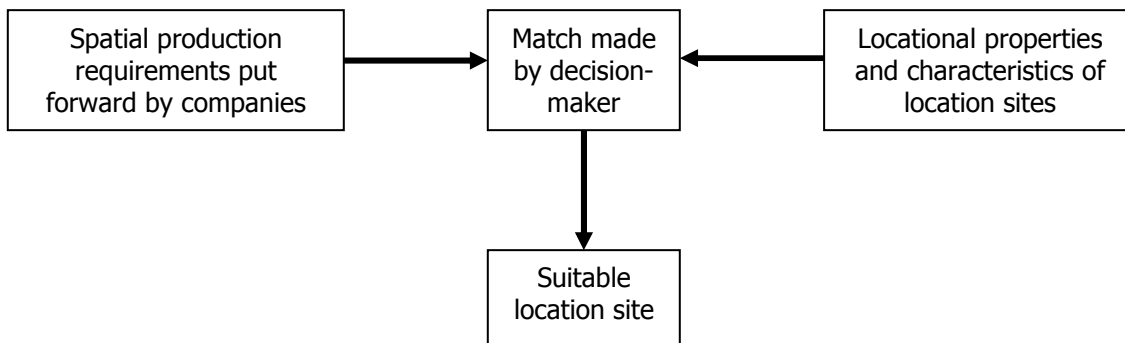 Spatial production
requirements put
forward by companies
Match made
by decision-
maker
Locational properties
and characteristics of
location sites
Suitable
location site